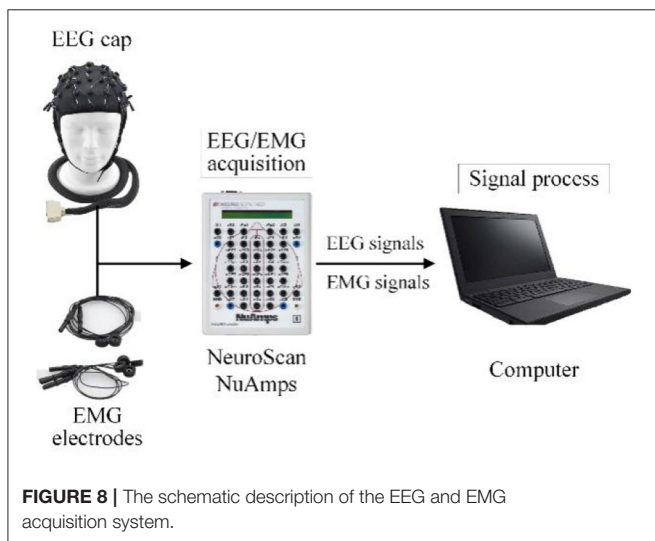 EEG cap
EEG/EMG
acquisition
Signal process
EEG signals
EMG signals
NuAmps
NeuroScan
NuAmps
Computer
EMG
electrodes
FIGURE 8 | The schematic description of the EEG and EMG
acquisition system.